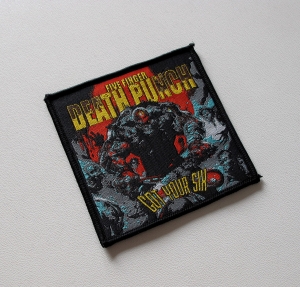 FIVE FINGER
DEATH PUNCH
GOT YOUR SIX